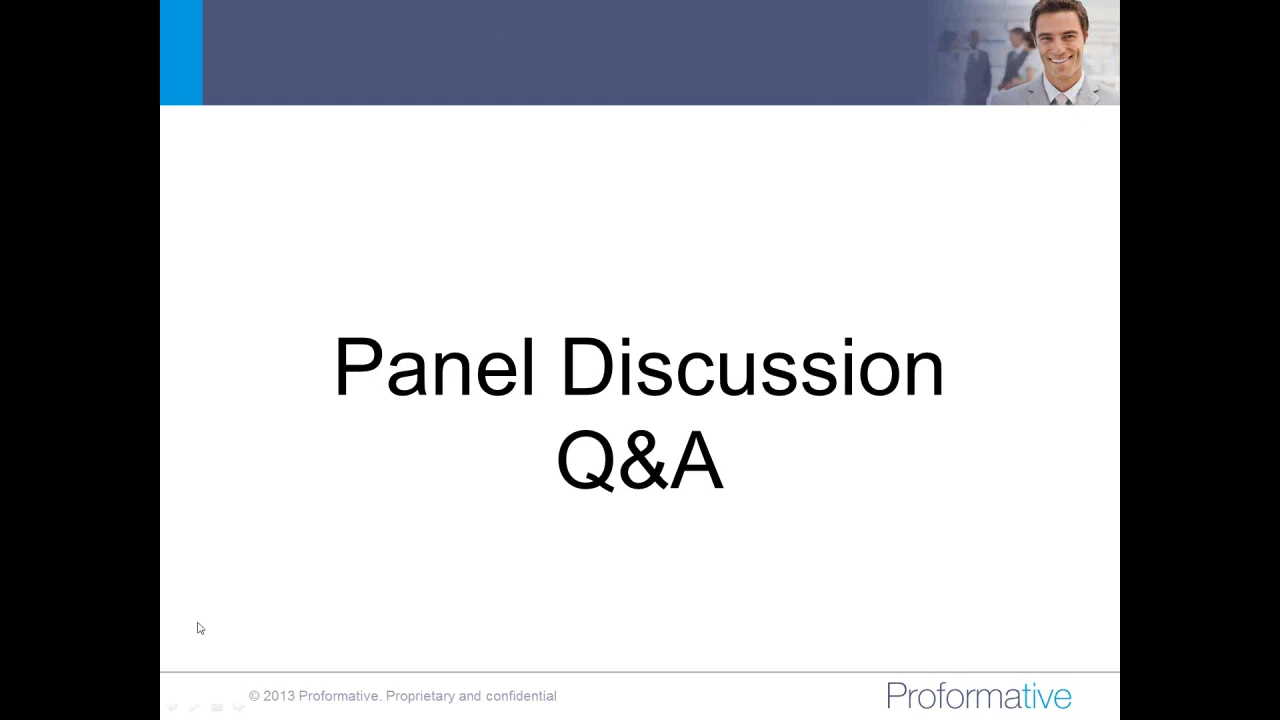 Panel Discussion
Q&A
© 2013 Proformative. Proprietary and confidential
Proformative